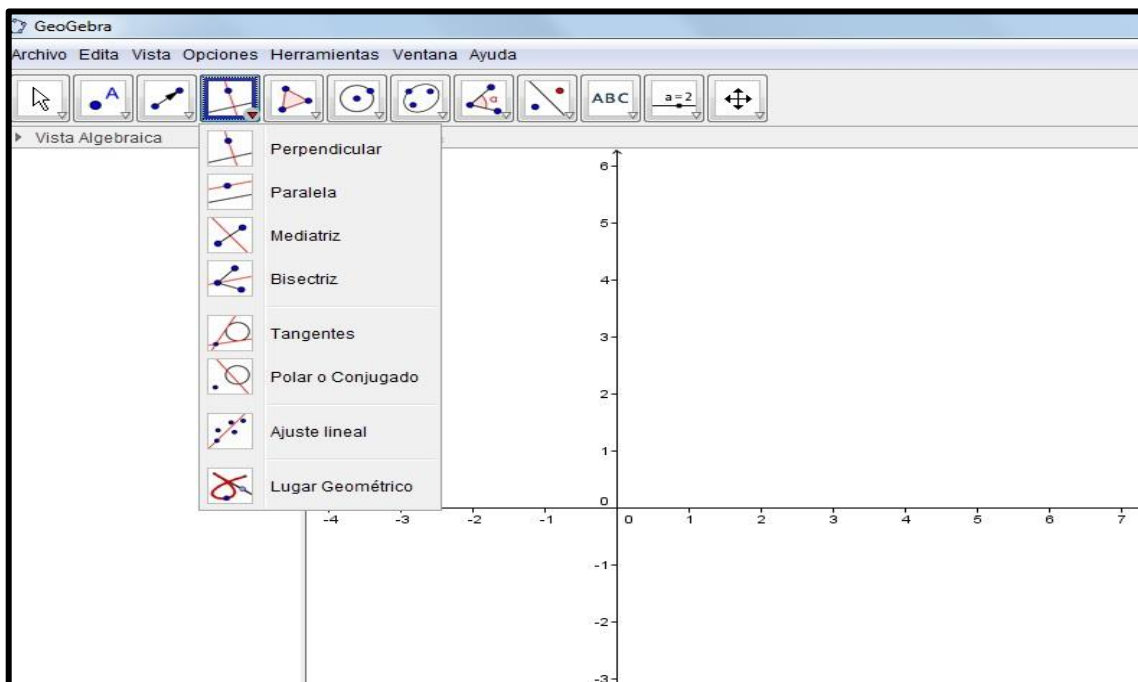 GeoGebra
Archivo Edita Vista Opciones Herramientas Ventana Ayuda
A
α
ABC
a=2
Vista Algebraica
Perpendicular
Paralela
Mediatriz
Bisectriz
Tangentes
Polar o Conjugado
Ajuste lineal
Lugar Geométrico
6
5
4
3
2
1
0
-4 -3 -2 -1 0 1 2 3 4 5 6 7
-1
-2
-3